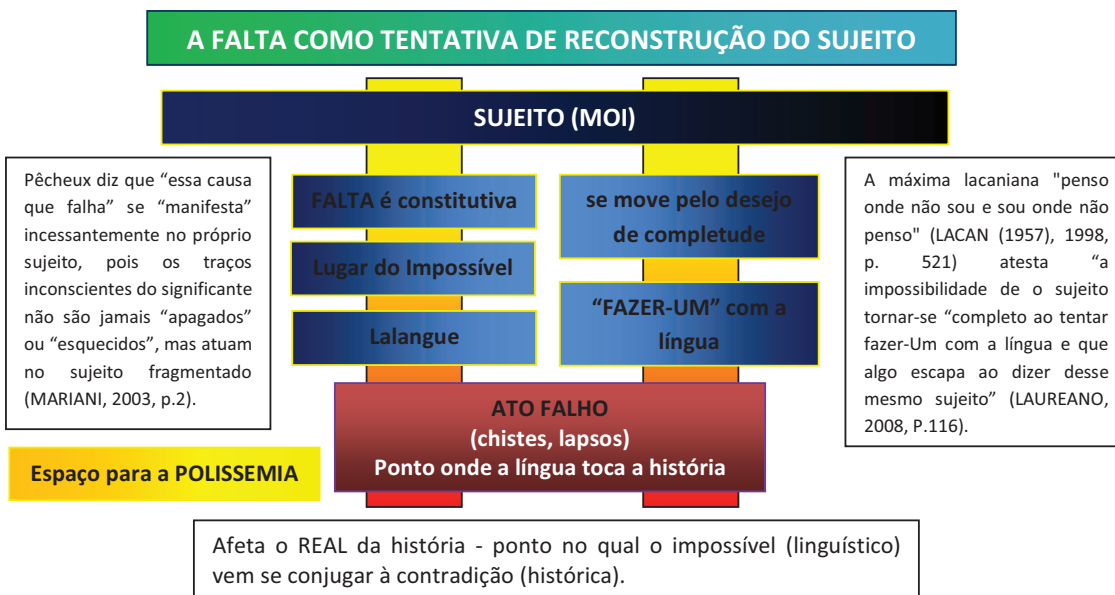 A FALTA COMO TENTATIVA DE RECONSTRUÇÃO DO SUJEITO
SUJEITO (MOI)
Pêcheux diz que “essa causa
que falha” se “manifesta”
incessantemente no próprio
sujeito, pois os traços
inconscientes do significante
não são jamais “apagados”
ou “esquecidos”, mas atuam
no sujeito fragmentado
(MARIANI, 2003, p.2).
FALTA é constitutiva
Lugar do Impossível
Lalangue
se move pelo desejo
de completude
“FAZER-UM” com a
língua
A máxima lacaniana "penso
onde não sou e sou onde não
penso" (LACAN (1957), 1998,
p. 521) atesta “a
impossibilidade de o sujeito
tornar-se “completo ao tentar
fazer-Um com a língua e que
algo escapa ao dizer desse
mesmo sujeito” (LAUREANO,
2008, P.116).
ATO FALHO
(chistes, lapsos)
Ponto onde a língua toca a história
Espaço para a POLISSEMIA
Afeta o REAL da história - ponto no qual o impossível (linguístico)
vem se conjugar à contradição (histórica).